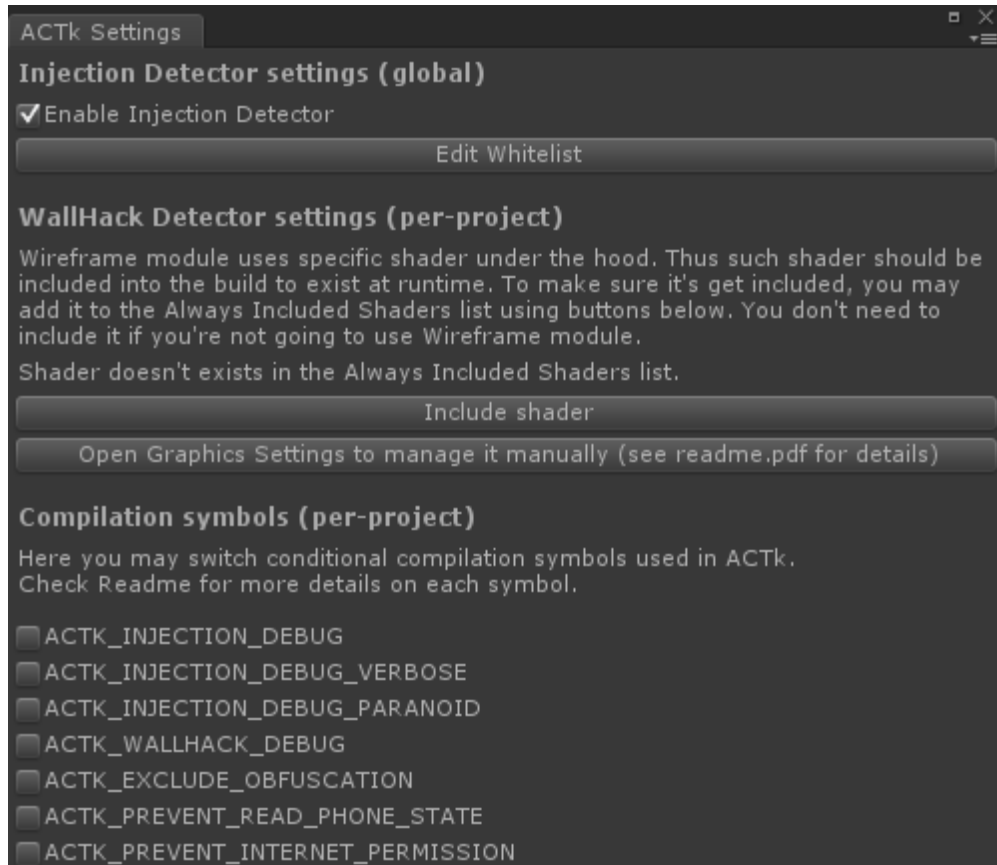 ACTk Settings
Injection Detector settings (global)
Enable Injection Detector
Edit Whitelist
WallHack Detector settings (per-project)
Wireframe module uses specific shader under the hood. Thus such shader should be
included into the build to exist at runtime. To make sure it's get included, you may
add it to the Always Included Shaders list using buttons below. You don't need to
include it if you're not going to use Wireframe module.
Shader doesn't exists in the Always Included Shaders list.
Include shader
Open Graphics Settings to manage it manually (see readme.pdf for details)
Compilation symbols (per-project)
Here you may switch conditional compilation symbols used in ACTk.
Check Readme for more details on each symbol.
ACTK_INJECTION_DEBUG
ACTK_INJECTION_DEBUG_VERBOSE
ACTK_INJECTION_DEBUG_PARANOID
ACTK_WALLHACK_DEBUG
ACTK_EXCLUDE_OBFUSCATION
ACTK_PREVENT_READ_PHONE_STATE
ACTK_PREVENT_INTERNET_PERMISSION